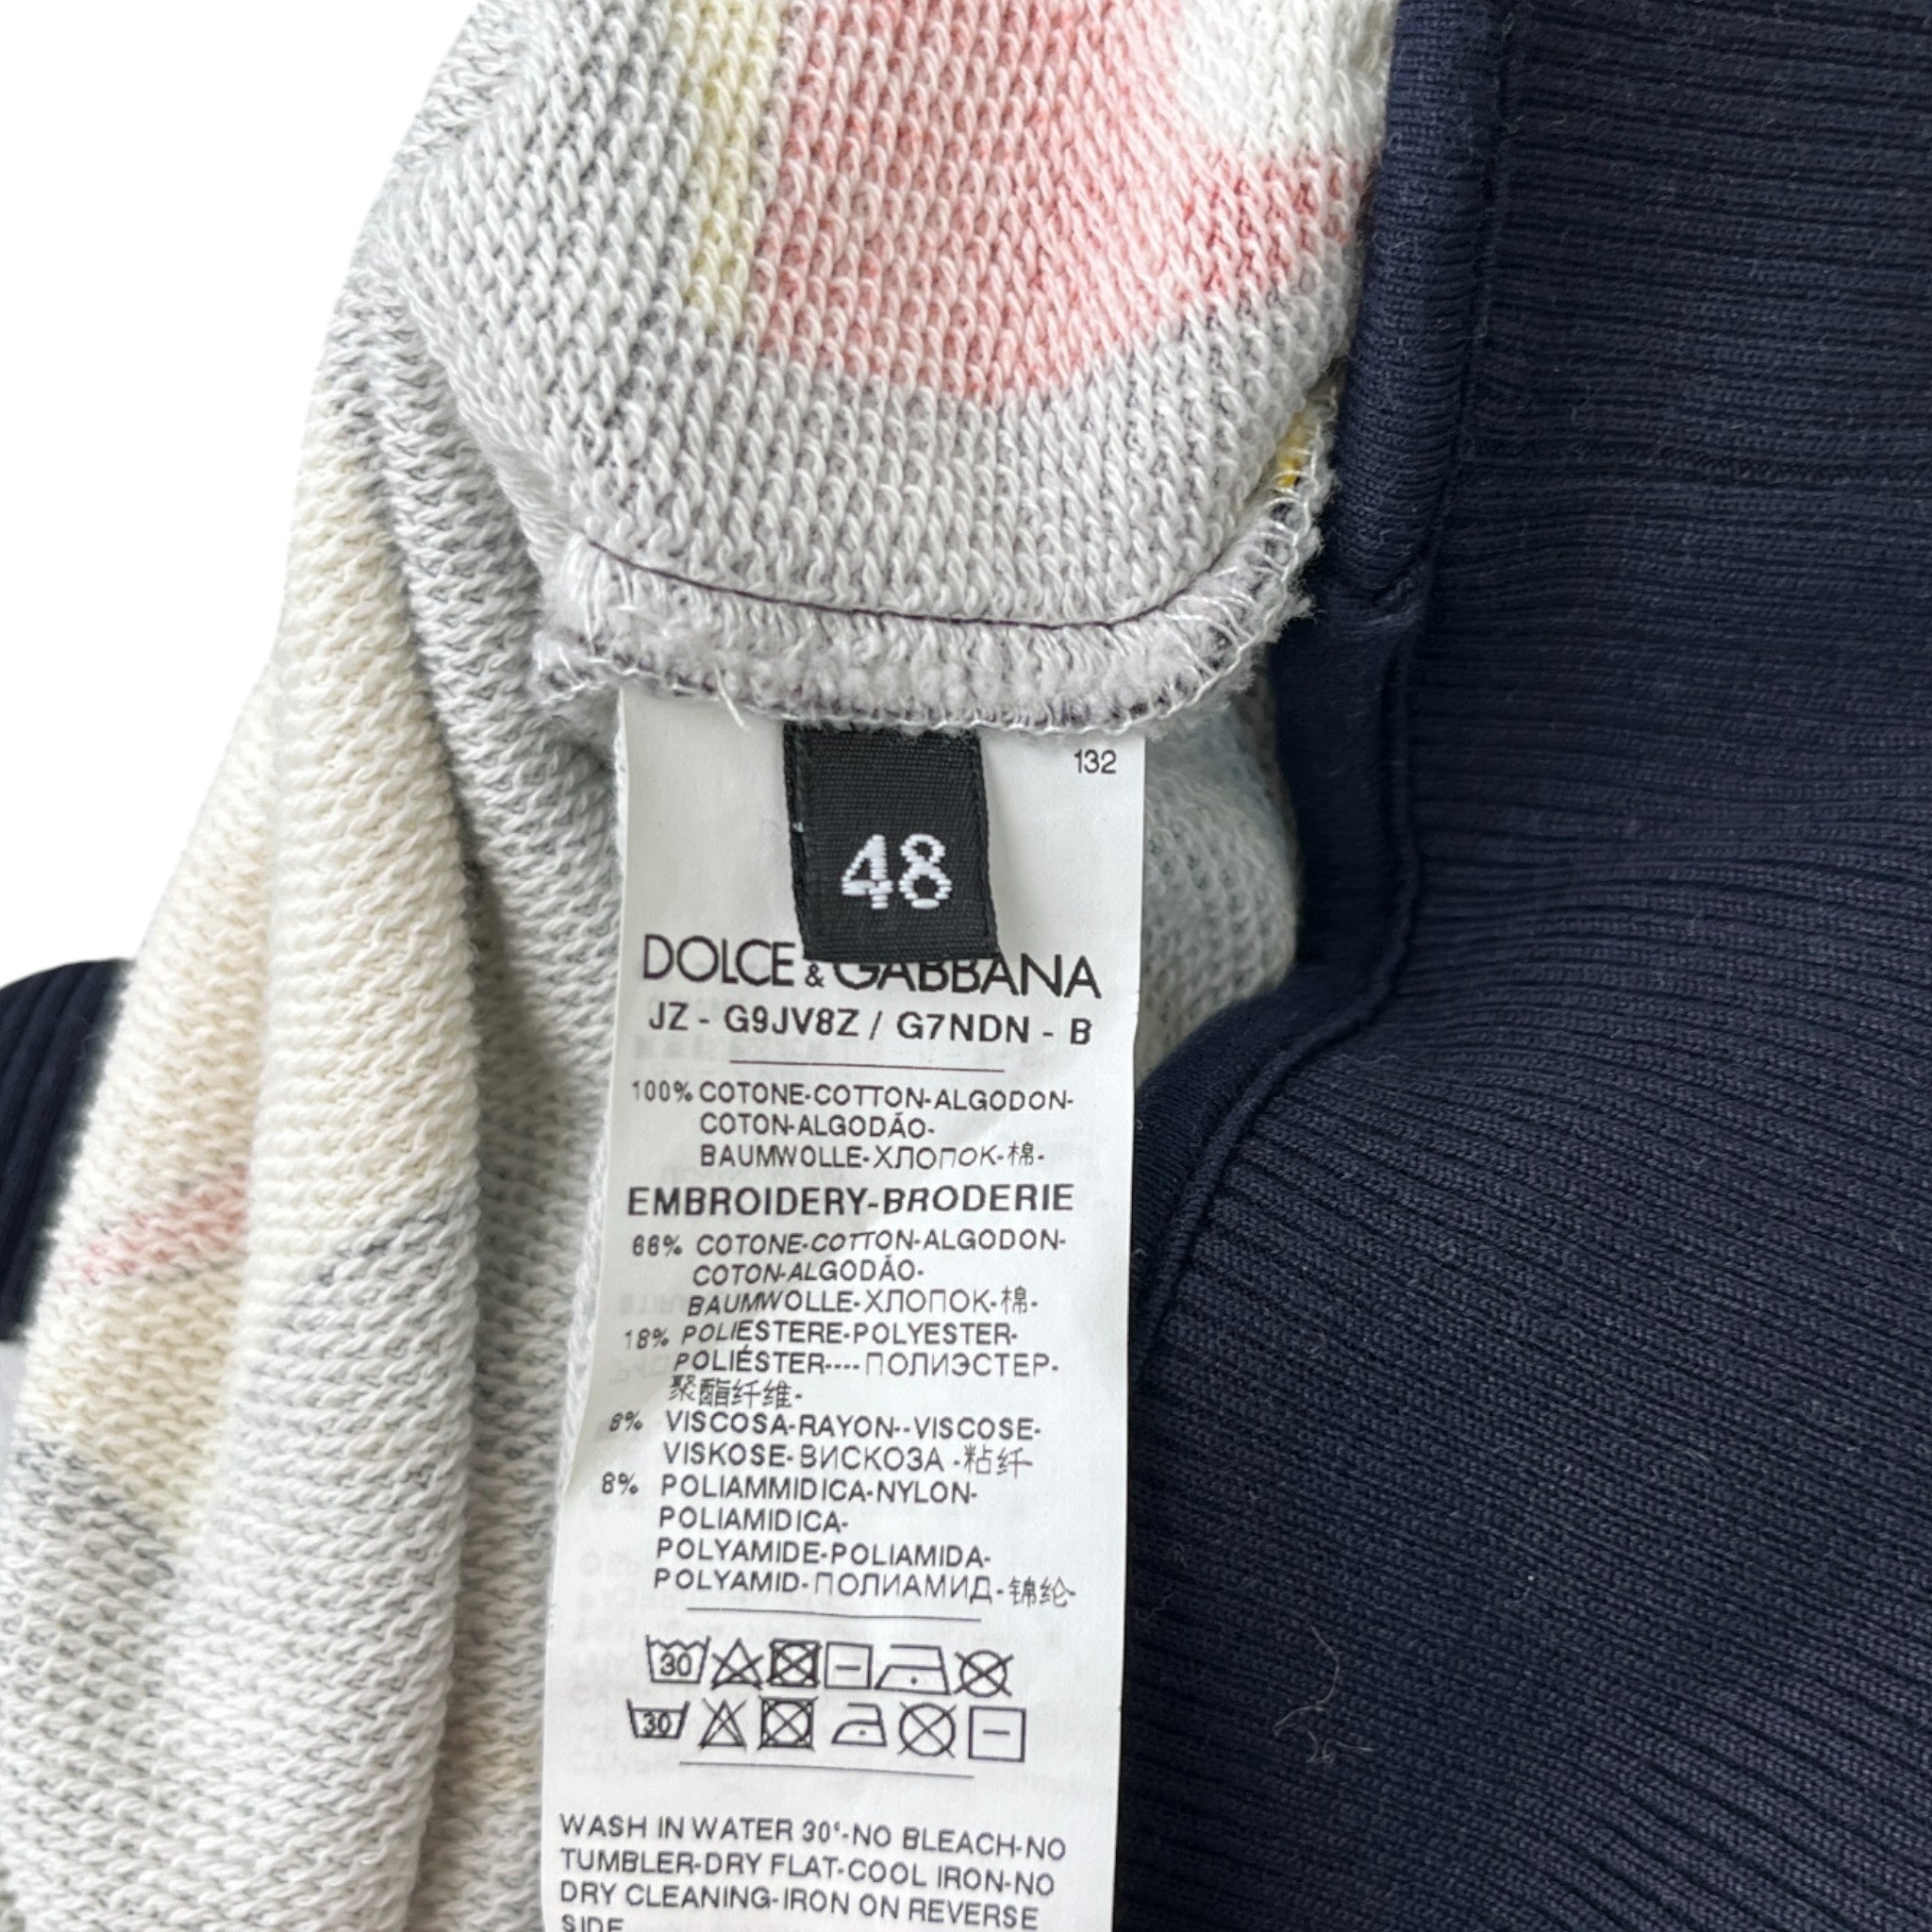 132
48
DOLCE & GABBANA
JZ - G9JV8Z / G7NDN - B
100% COTONE-COTTON-ALGODON-
COTON-ALGODÃO-
BAUMWOLLE-ХЛОПОК-棉-
EMBROIDERY-BRODERIE
66% COTONE-COTTON-ALGODON-
COTON-ALGODÃO-
BAUMWOLLE-ХЛОПОК-棉-
18% POLIESTERE-POLYESTER-
POLIÉSTER----ПОЛИЭСТЕР-
聚酯纤维-
8% VISCOSA-RAYON--VISCOSE-
VISKOSE-ВИСКОЗА -粘纤-
8% POLIAMMIDICA-NYLON-
POLIAMIDICA-
POLYAMIDE-POLIAMIDA-
POLYAMID-ПОЛИАМИД-锦纶-
30
30
WASH IN WATER 30°-NO BLEACH-NO
TUMBLER-DRY FLAT-COOL IRON-NO
DRY CLEANING-IRON ON REVERSE
SIDE